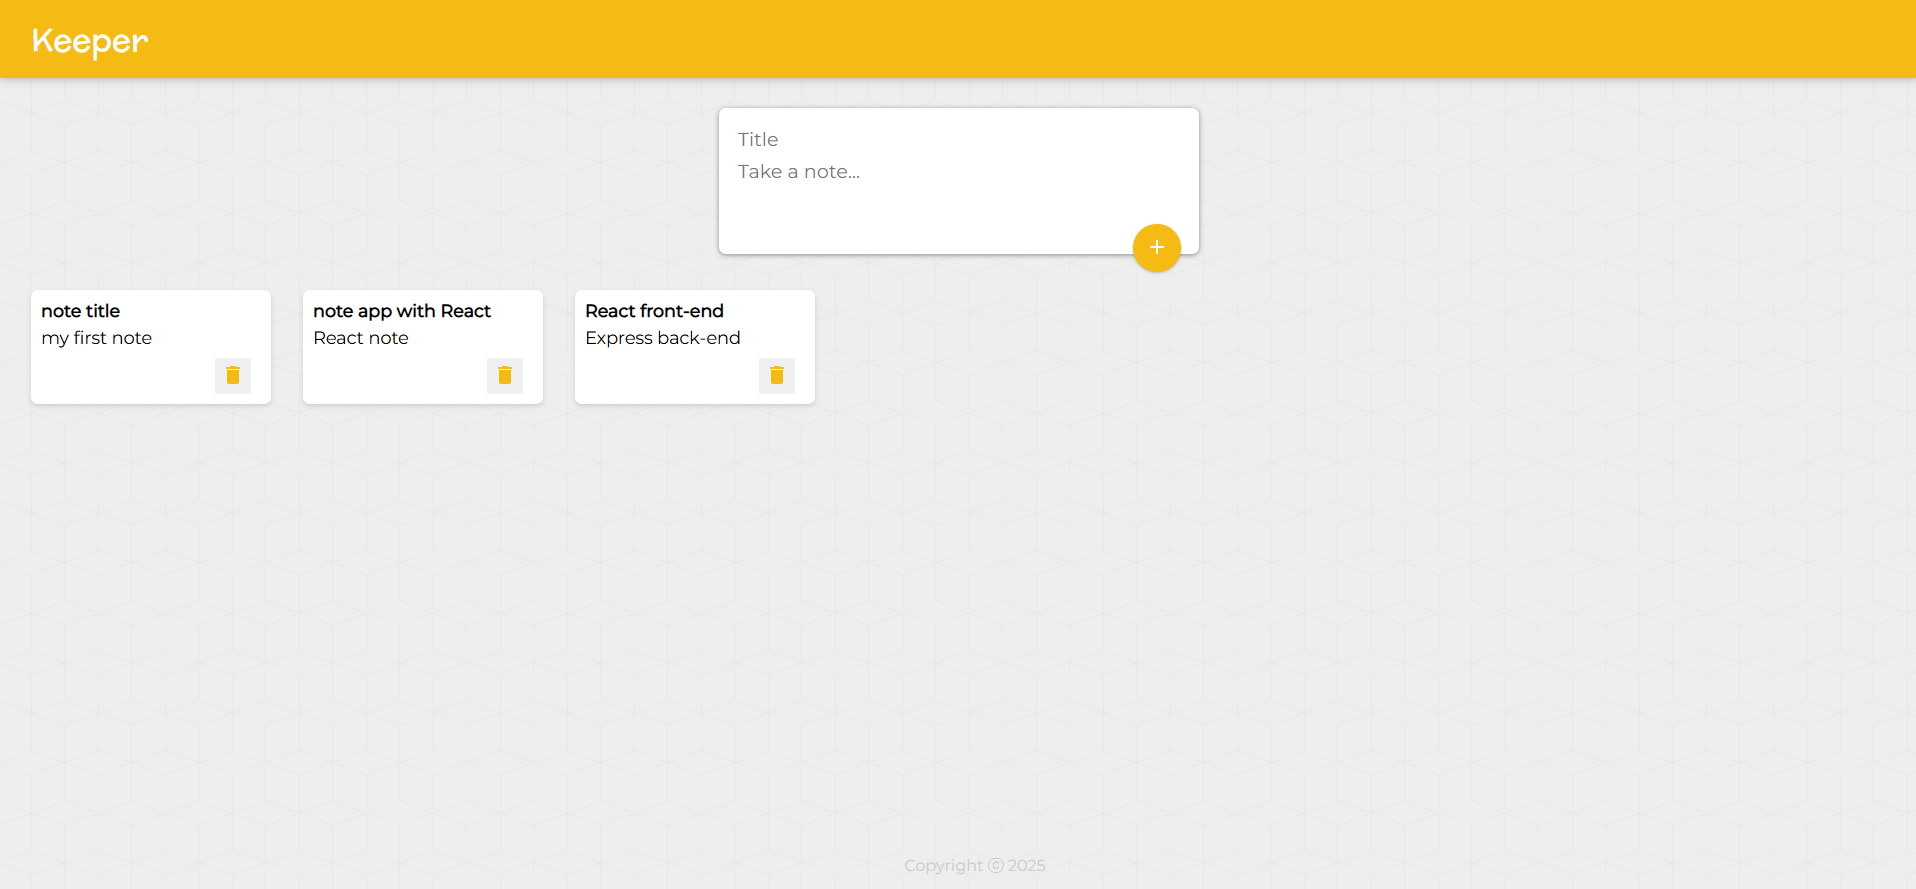 Keeper
Title
Take a note...
note title
my first note
note app with React
React note
React front-end
Express back-end
Copyright ⓒ 2025